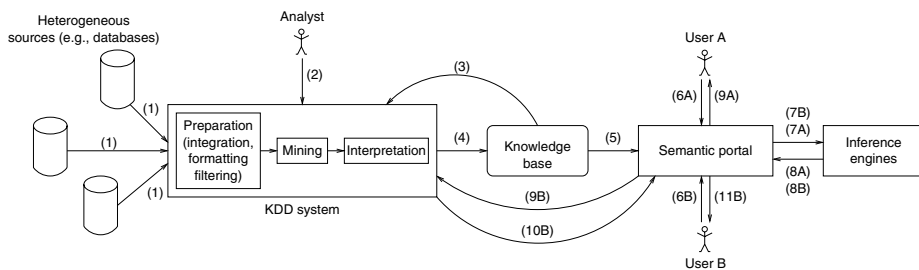 Heterogeneous
sources (e.g., databases)
(1)
(1)
(1)
Analyst
(2)
Preparation
(integration,
formatting
filtering)
Mining
Interpretation
KDD system
(3)
(4)
Knowledge
base
(5)
(9B)
(10B)
User A
(6A)
(9A)
Semantic portal
(6B)
(11B)
User B
(7B)
(7A)
(8A)
(8B)
Inference
engines